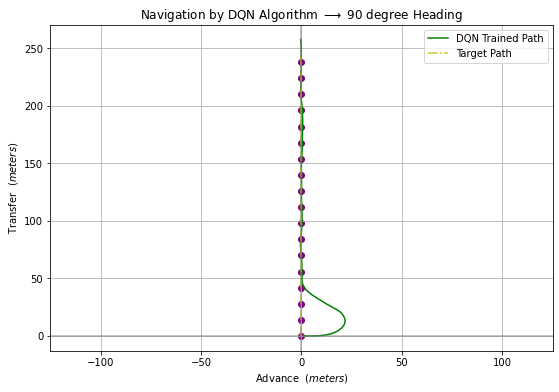 Navigation by DQN Algorithm ⟶ 90 degree Heading
DQN Trained Path
Target Path
250
200
150
100
50
0
Transfer (meters)
−100
−50
0
50
100
Advance (meters)